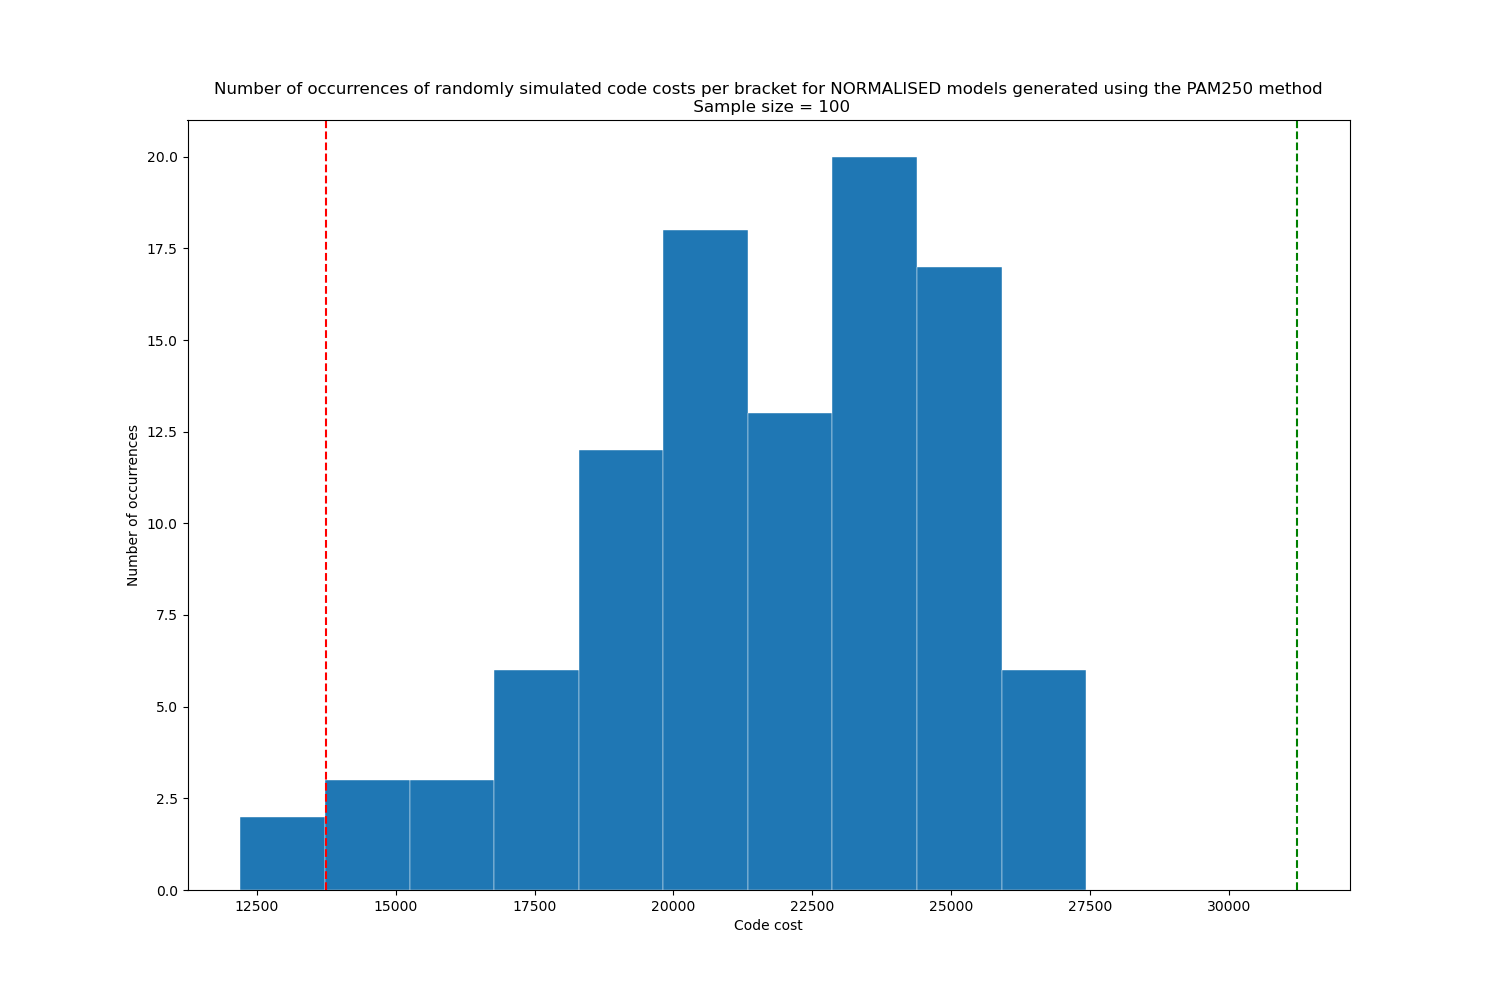 Number of occurrences of randomly simulated code costs per bracket for NORMALISED models generated using the PAM250 method
Sample size = 100
20.0
17.5
15.0
12.5
10.0
7.5
5.0
2.5
0.0
Number of occurrences
12500 15000 17500 20000 22500 25000 27500 30000
Code cost